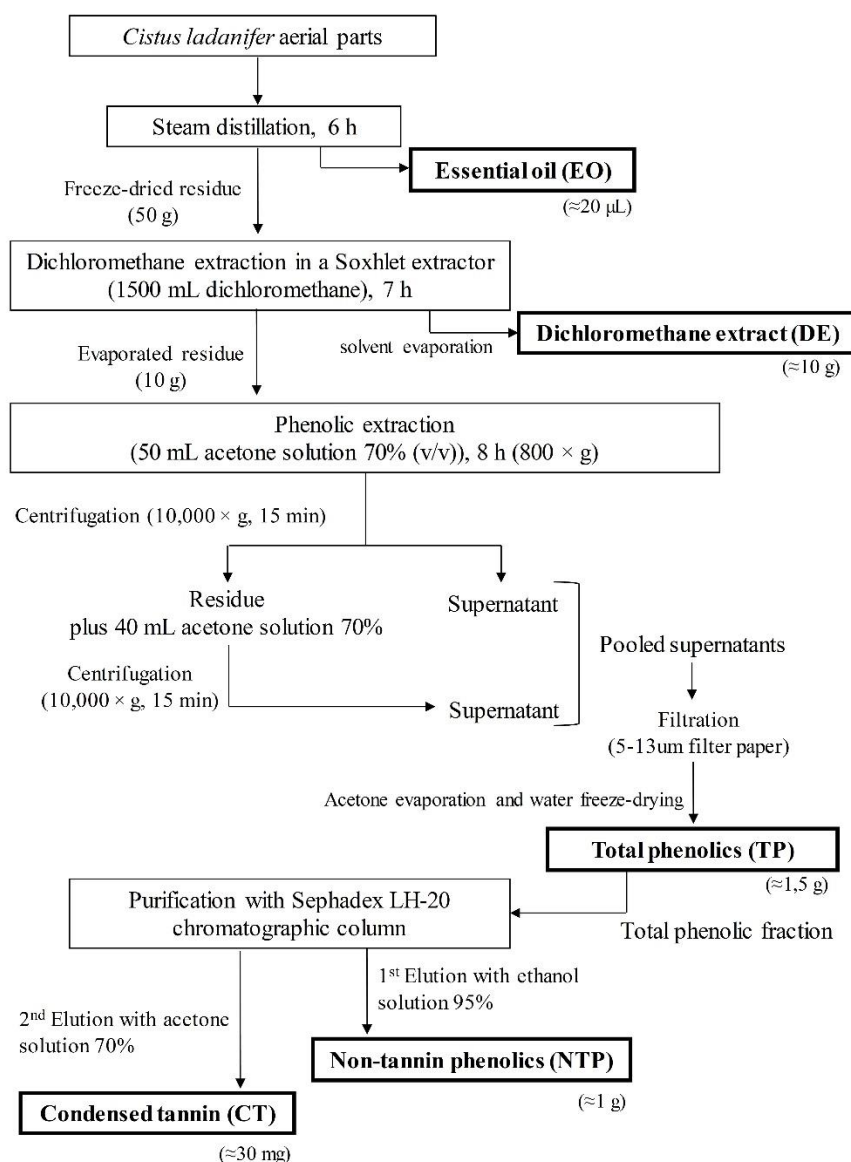 Cistus ladanifer aerial parts
Steam distillation, 6 h
Essential oil (EO)
(≈20 μL)
Freeze-dried residue
(50 g)
Dichloromethane extraction in a Soxhlet extractor
(1500 mL dichloromethane), 7 h
Dichloromethane extract (DE)
(≈10 g)
solvent evaporation
Evaporated residue
(10 g)
Phenolic extraction
(50 mL acetone solution 70% (v/v)), 8 h (800 × g)
Centrifugation (10,000 × g, 15 min)
Residue
plus 40 mL acetone solution 70%
Supernatant
Centrifugation
(10,000 × g, 15 min)
Supernatant
Pooled supernatants
Filtration
(5-13um filter paper)
Acetone evaporation and water freeze-drying
Total phenolics (TP)
(≈1,5 g)
Total phenolic fraction
Purification with Sephadex LH-20
chromatographic column
1st Elution with ethanol
solution 95%
2nd Elution with acetone
solution 70%
Non-tannin phenolics (NTP)
(≈1 g)
Condensed tannin (CT)
(≈30 mg)